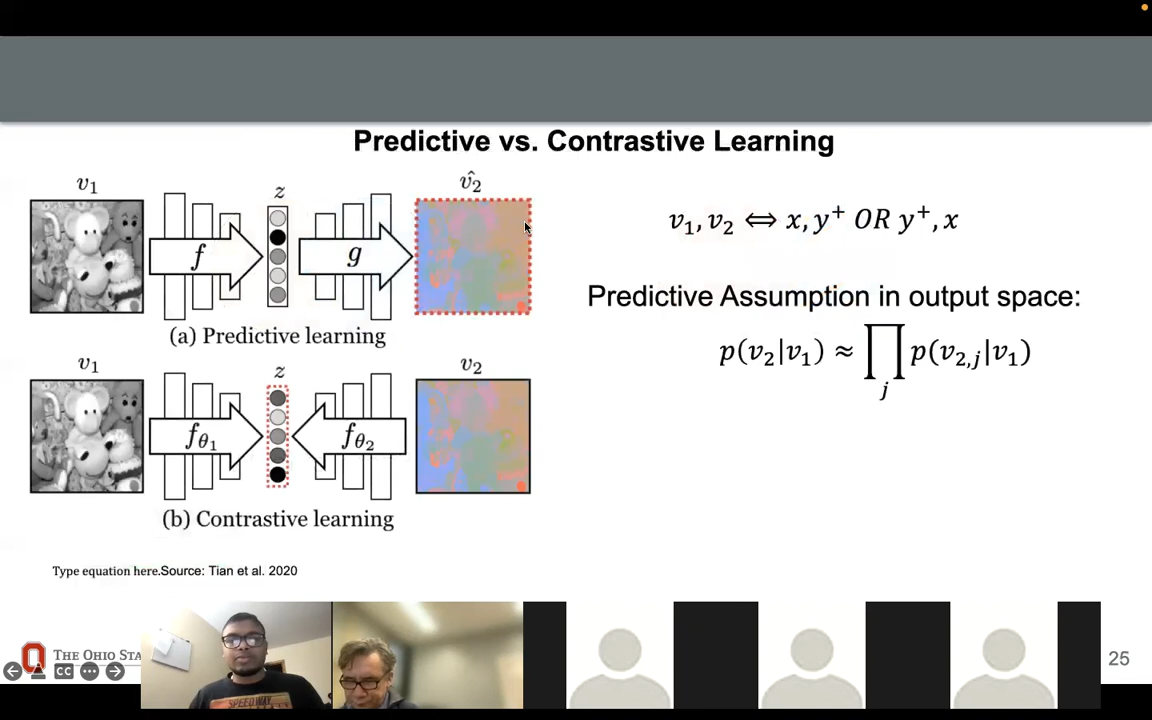 Predictive vs. Contrastive Learning
v₁
z
v̂₂
f
g
(a) Predictive learning
v₁
z
v₂
fθ₁
fθ₂
(b) Contrastive learning
v₁, v₂ ⟺ x, y⁺ OR y⁺, x
Predictive Assumption in output space:
p(v₂|v₁) ≈ ∏ⱼ p(v₂,ⱼ|v₁)
Type equation here.Source: Tian et al. 2020
THE OHIO STA
CC
SPEEDWAY
25